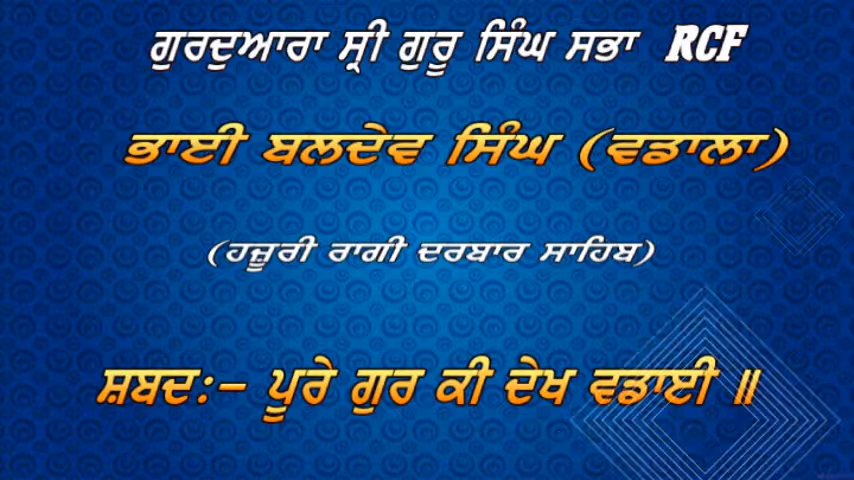 ਗੁਰਦੁਆਰਾ ਸ੍ਰੀ ਗੁਰੂ ਸਿੰਘ ਸਭਾ RCF
ਭਾਈ ਬਲਦੇਵ ਸਿੰਘ (ਵਡਾਲਾ)
(ਹਜ਼ੂਰੀ ਰਾਗੀ ਦਰਬਾਰ ਸਾਹਿਬ)
ਸ਼ਬਦ:- ਪੂਰੇ ਗੁਰ ਕੀ ਦੇਖ ਵਡਾਈ ॥